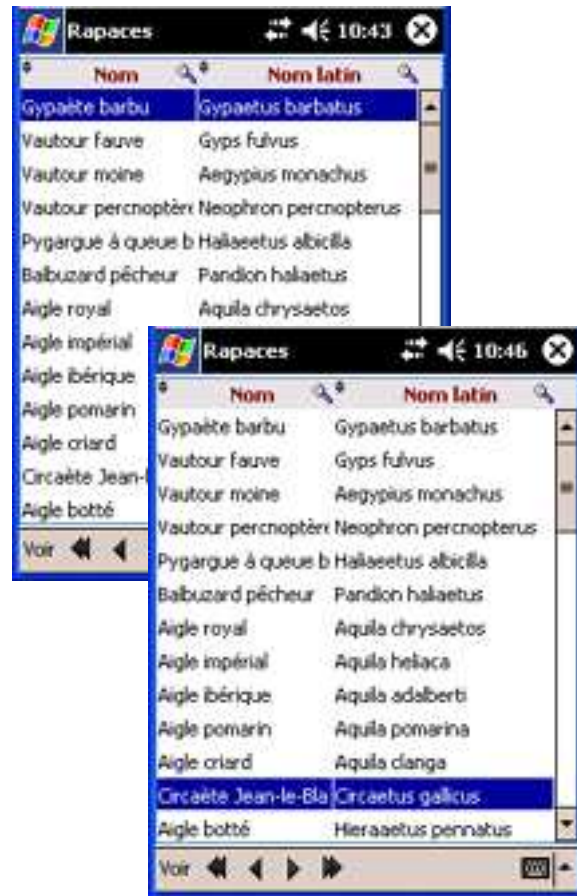 Rapaces 10:43
Nom Nom latin
Gypaète barbu Gypaetus barbatus
Vautour fauve Gyps fulvus
Vautour moine Aegypius monachus
Vautour percnoptère Neophron percnopterus
Pygargue à queue b Haliaeetus albicilla
Balbuzard pêcheur Pandion haliaetus
Aigle royal Aquila chrysaetos
Aigle impérial
Aigle ibérique
Aigle pomarin
Aigle criard
Circaète Jean-l
Aigle botté
Voir
Rapaces 10:46
Nom Nom latin
Gypaète barbu Gypaetus barbatus
Vautour fauve Gyps fulvus
Vautour moine Aegypius monachus
Vautour percnoptère Neophron percnopterus
Pygargue à queue b Haliaeetus albicilla
Balbuzard pêcheur Pandion haliaetus
Aigle royal Aquila chrysaetos
Aigle impérial Aquila heliaca
Aigle ibérique Aquila adalberti
Aigle pomarin Aquila pomarina
Aigle criard Aquila clanga
Circaète Jean-le-Bla Circaetus gallicus
Aigle botté Hieraaetus pennatus
Voir